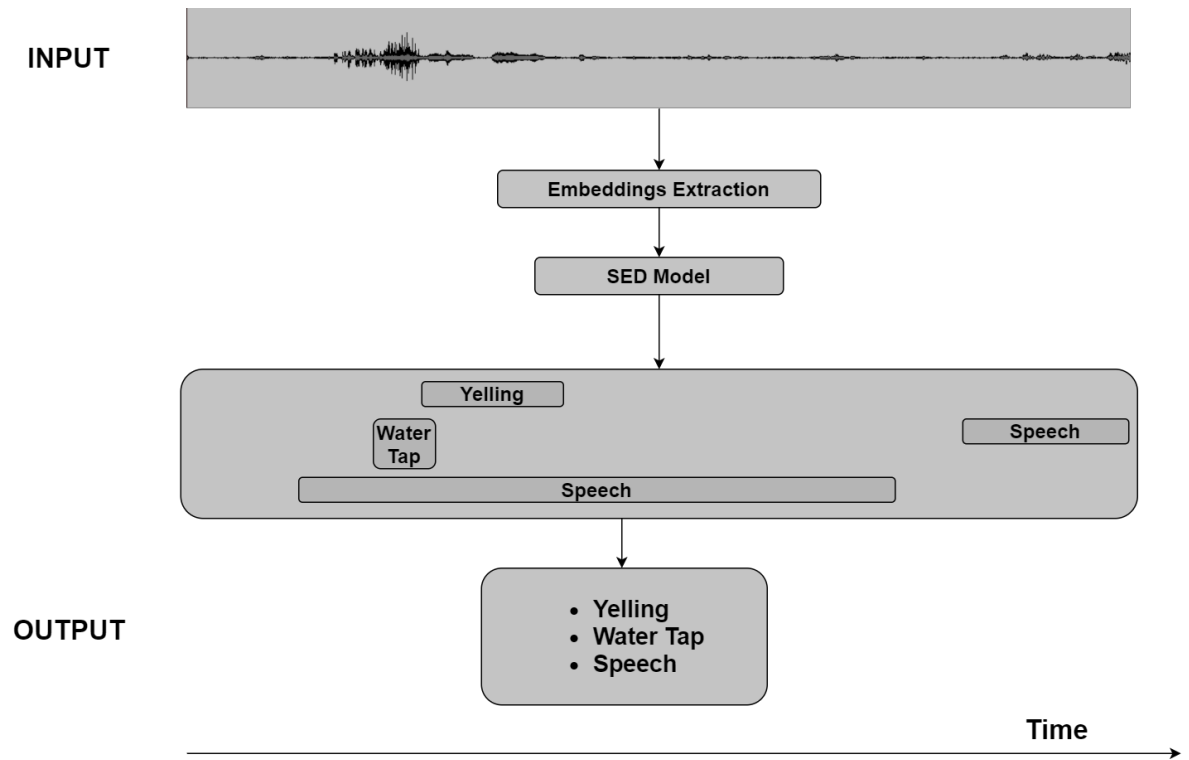 INPUT
Embeddings Extraction
SED Model
Yelling
Water
Tap
Speech
Speech
OUTPUT
• Yelling
• Water Tap
• Speech
Time